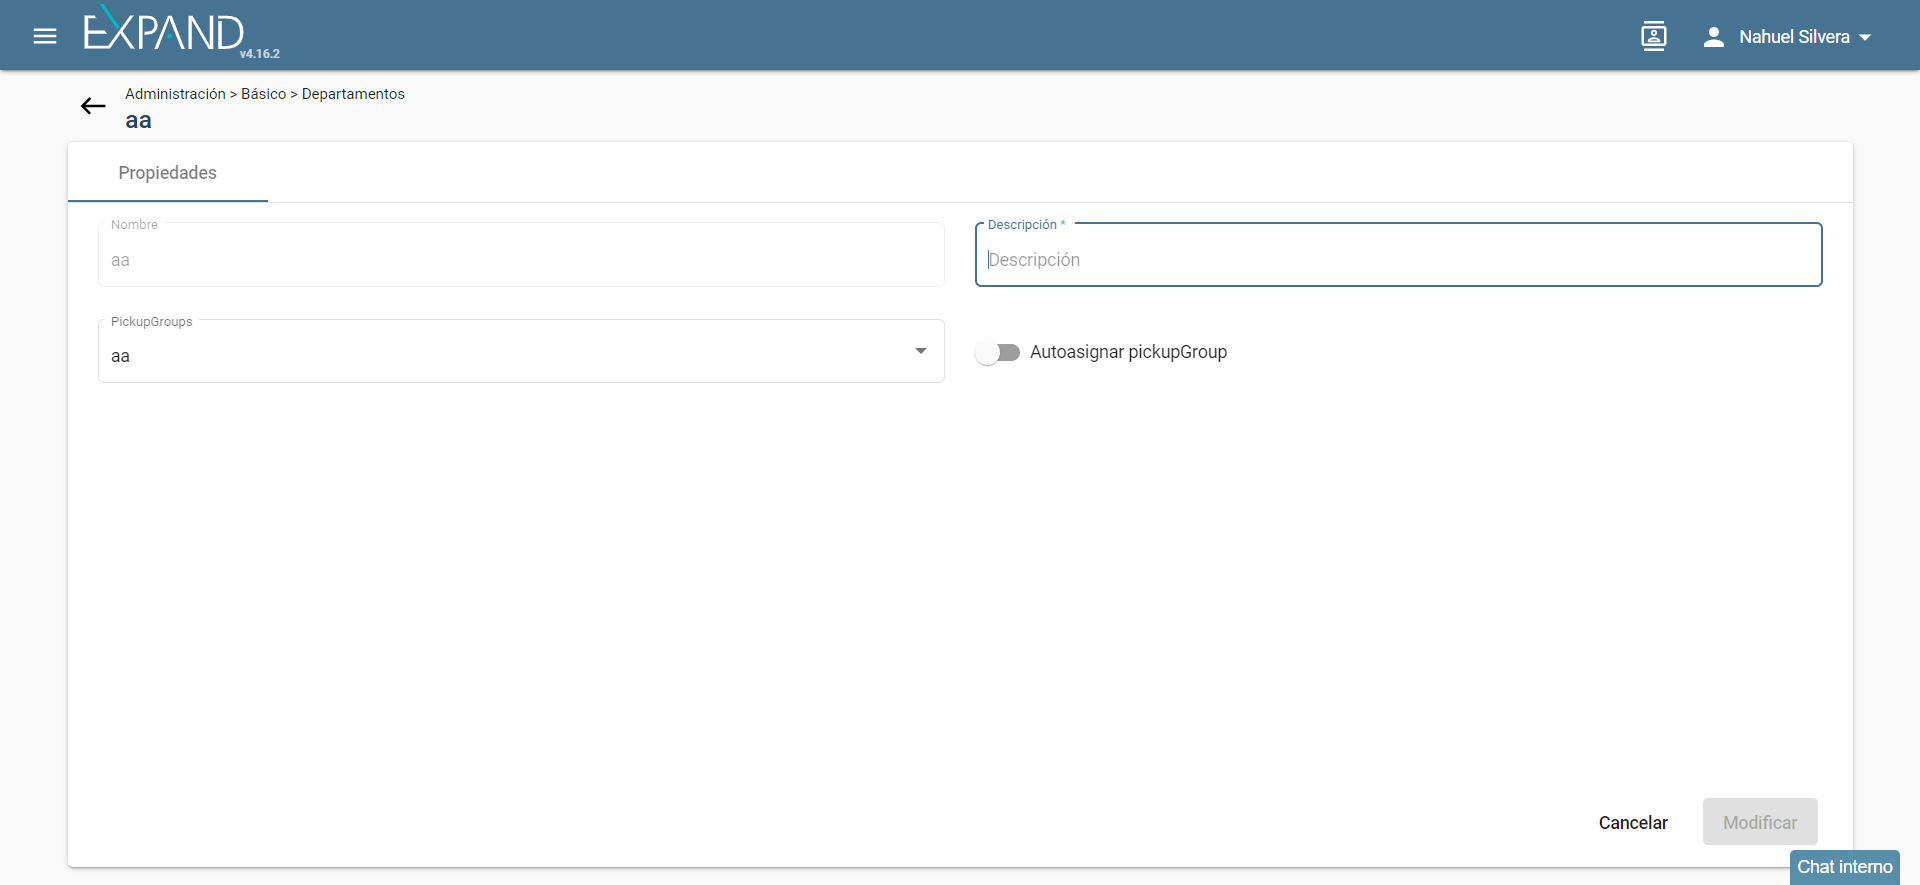 EXPAND
v4.16.2
Nahuel Silvera
Administración > Básico > Departamentos
aa
Propiedades
Nombre
aa
Descripción *
Descripción
PickupGroups
aa
Autoasignar pickupGroup
Cancelar
Modificar
Chat interno